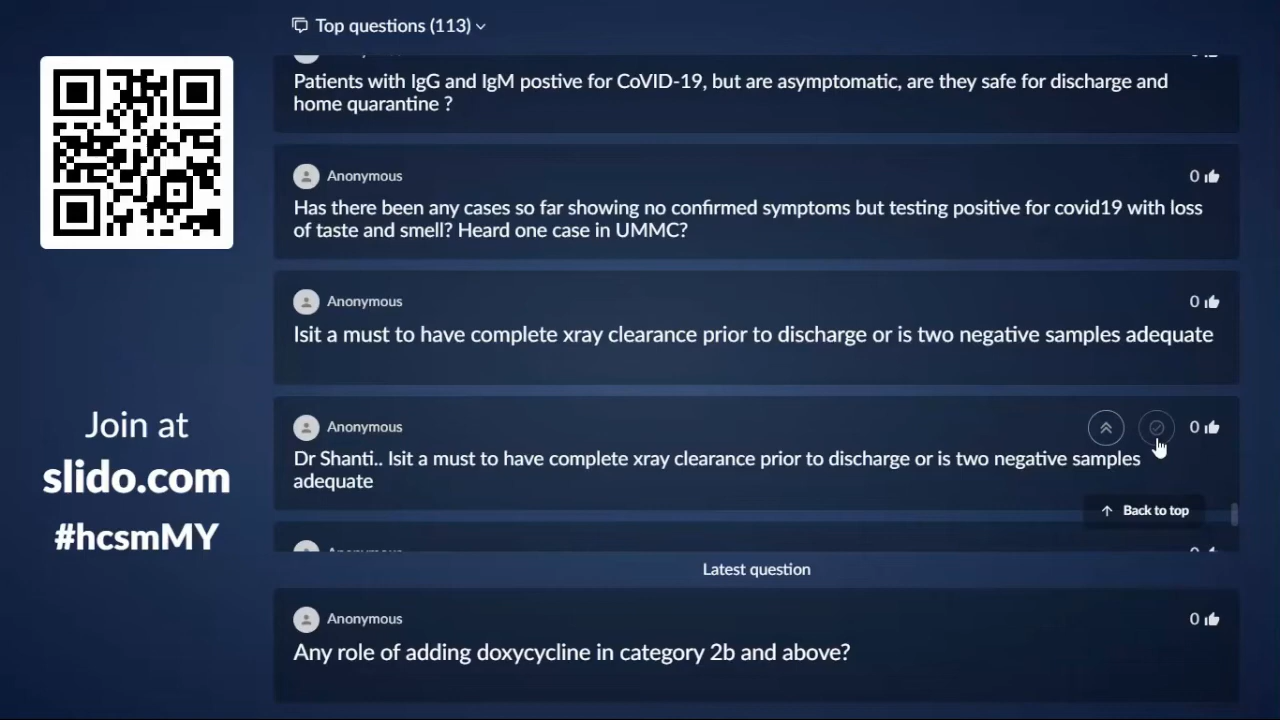 Top questions (113)
Patients with IgG and IgM postive for CoVID-19, but are asymptomatic, are they safe for discharge and
home quarantine ?
Anonymous
0
Has there been any cases so far showing no confirmed symptoms but testing positive for covid19 with loss
of taste and smell? Heard one case in UMMC?
Anonymous
0
Isit a must to have complete xray clearance prior to discharge or is two negative samples adequate
Anonymous
0
Dr Shanti.. Isit a must to have complete xray clearance prior to discharge or is two negative samples
adequate
Back to top
Latest question
Anonymous
0
Any role of adding doxycycline in category 2b and above?
Join at
slido.com
#hcsmMY